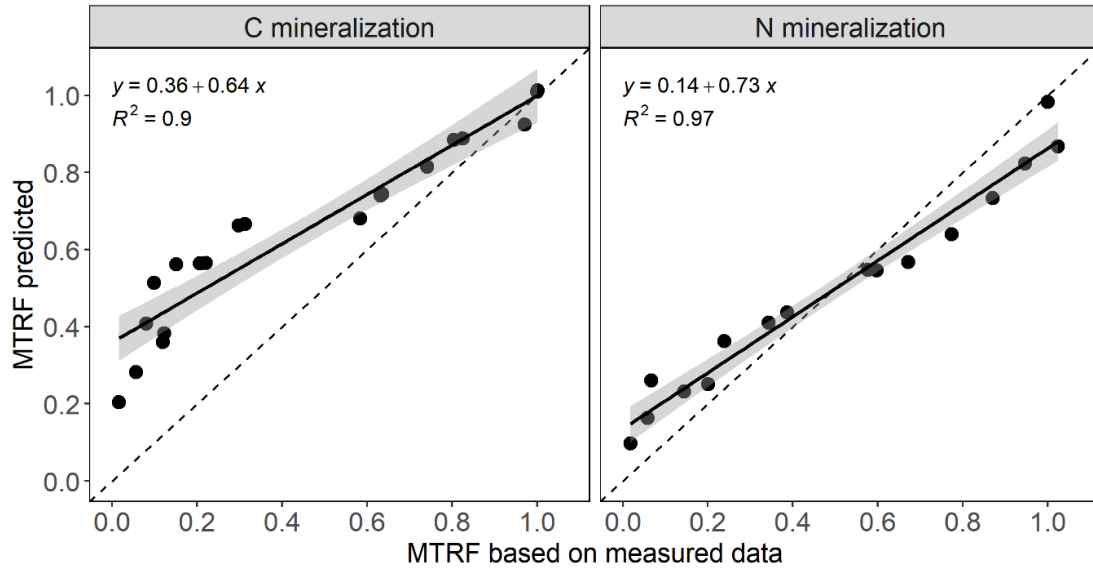 C mineralization
N mineralization
y = 0.36 + 0.64 x
R² = 0.9
y = 0.14 + 0.73 x
R² = 0.97
MTRF predicted
1.0
0.8
0.6
0.4
0.2
0.0
0.0 0.2 0.4 0.6 0.8 1.0
0.0 0.2 0.4 0.6 0.8 1.0
MTRF based on measured data